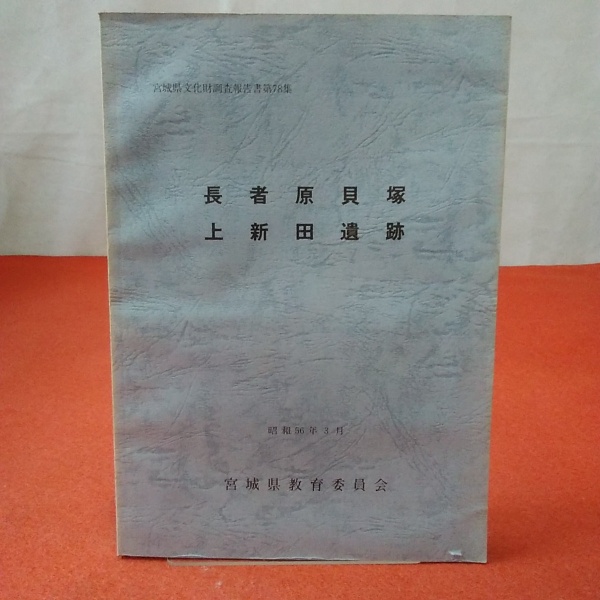 宮城県文化財調査報告書第78集
長者原貝塚
上新田遺跡
昭和56年3月
宮城県教育委員会